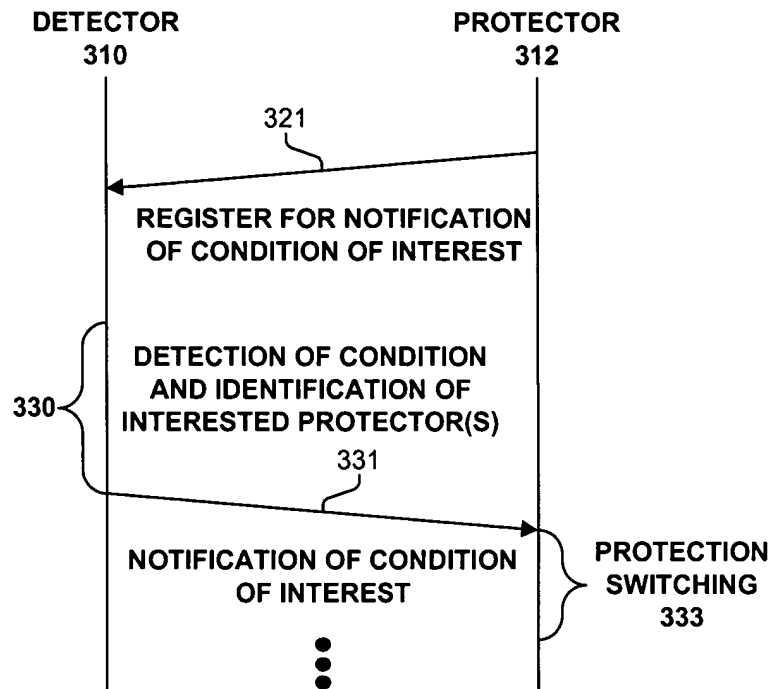 DETECTOR
310
PROTECTOR
312
321
REGISTER FOR NOTIFICATION
OF CONDITION OF INTEREST
DETECTION OF CONDITION
AND IDENTIFICATION OF
INTERESTED PROTECTOR(S)
330
331
NOTIFICATION OF CONDITION
OF INTEREST
PROTECTION
SWITCHING
333